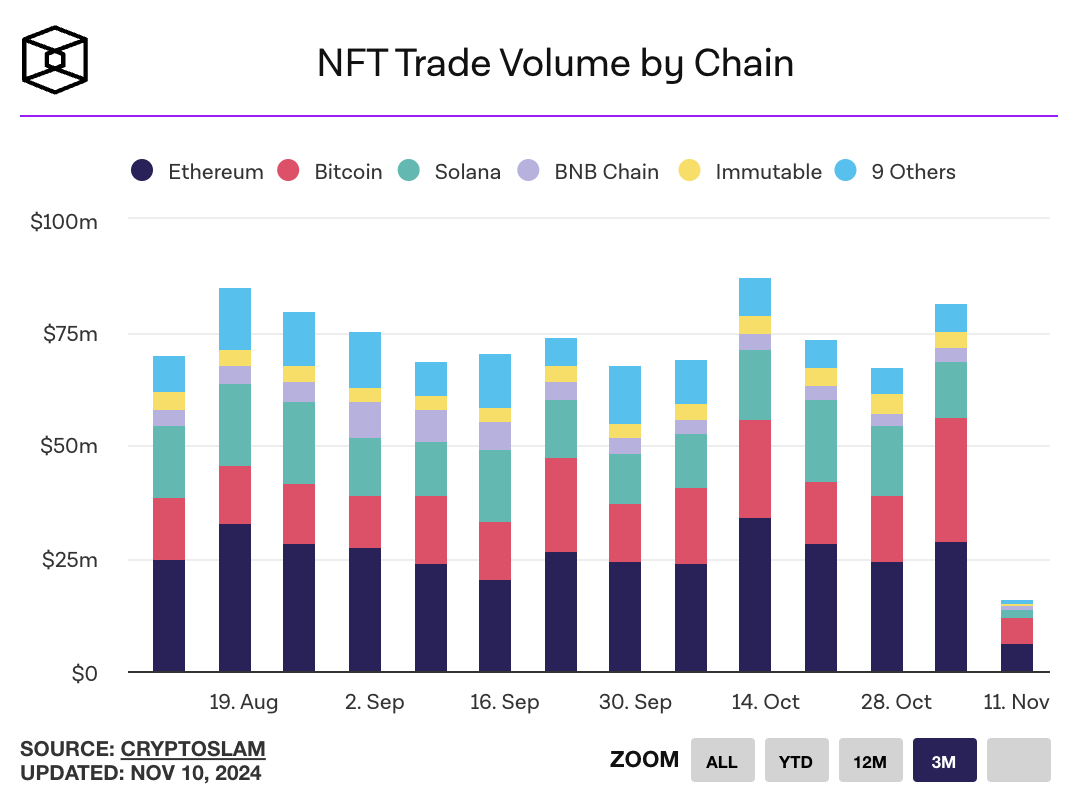 NFT Trade Volume by Chain
Ethereum Bitcoin Solana BNB Chain Immutable 9 Others
$100m
$75m
$50m
$25m
$0
19. Aug 2. Sep 16. Sep 30. Sep 14. Oct 28. Oct 11. Nov
SOURCE: CRYPTOSLAM
UPDATED: NOV 10, 2024
ZOOM ALL YTD 12M 3M